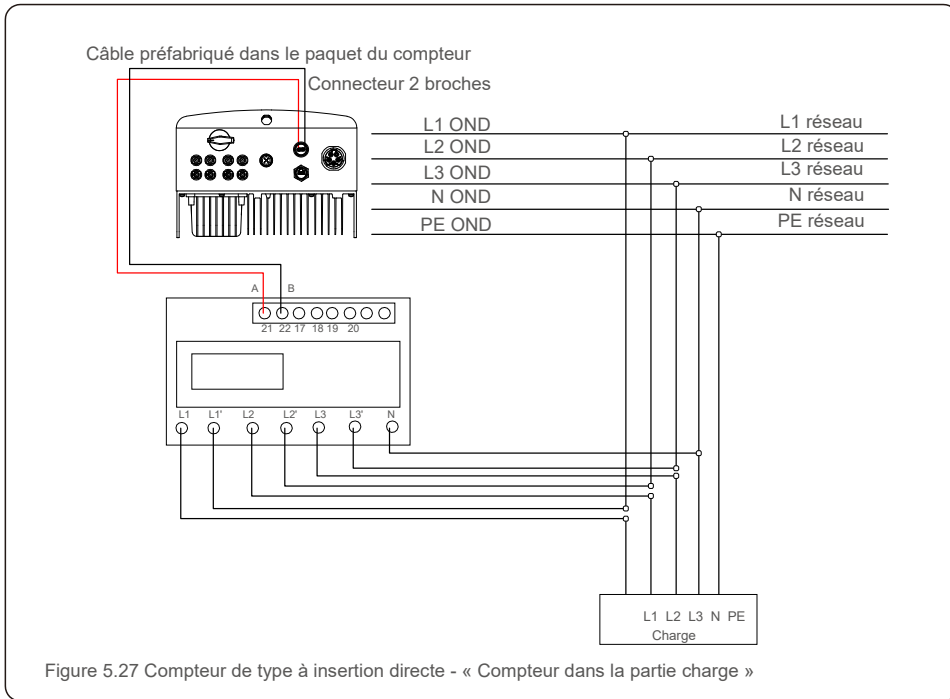 Câble préfabriqué dans le paquet du compteur
Connecteur 2 broches
L1 OND L1 réseau
L2 OND L2 réseau
L3 OND L3 réseau
N OND N réseau
PE OND PE réseau
A B
21 22 17 18 19 20
L1 L1' L2 L2' L3 L3' N
L1 L2 L3 N PE
Charge
Figure 5.27 Compteur de type à insertion directe - « Compteur dans la partie charge »